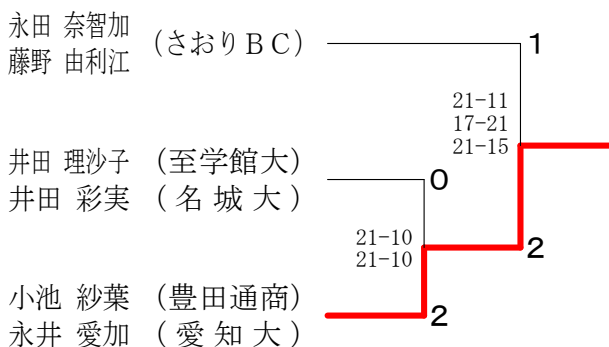 永田 奈智加
藤野 由利江
(さおりBC)
1
21-11
17-21
21-15
井田 理沙子 (至学館大)
井田 彩実 (名城大)
0
21-10
21-10
2
小池 紗葉 (豊田通商)
永井 愛加 (愛知大)
2